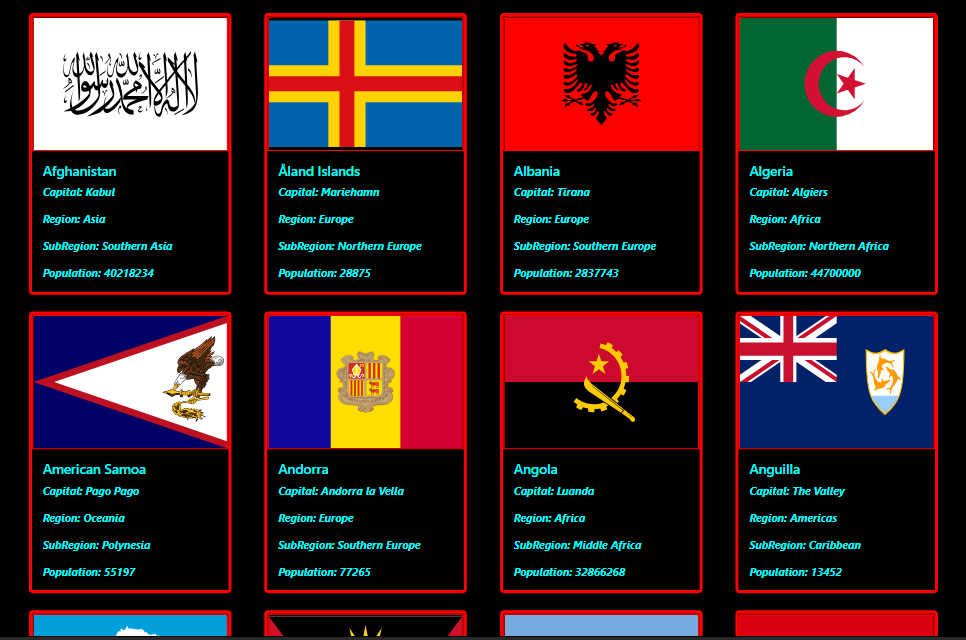 لا إله إلا الله محمد رسول الله
Afghanistan
Capital: Kabul
Region: Asia
SubRegion: Southern Asia
Population: 40218234
Åland Islands
Capital: Mariehamn
Region: Europe
SubRegion: Northern Europe
Population: 28875
Albania
Capital: Tirana
Region: Europe
SubRegion: Southern Europe
Population: 2837743
Algeria
Capital: Algiers
Region: Africa
SubRegion: Northern Africa
Population: 44700000
American Samoa
Capital: Pago Pago
Region: Oceania
SubRegion: Polynesia
Population: 55197
Andorra
Capital: Andorra la Vella
Region: Europe
SubRegion: Southern Europe
Population: 77265
Angola
Capital: Luanda
Region: Africa
SubRegion: Middle Africa
Population: 32866268
Anguilla
Capital: The Valley
Region: Americas
SubRegion: Caribbean
Population: 13452